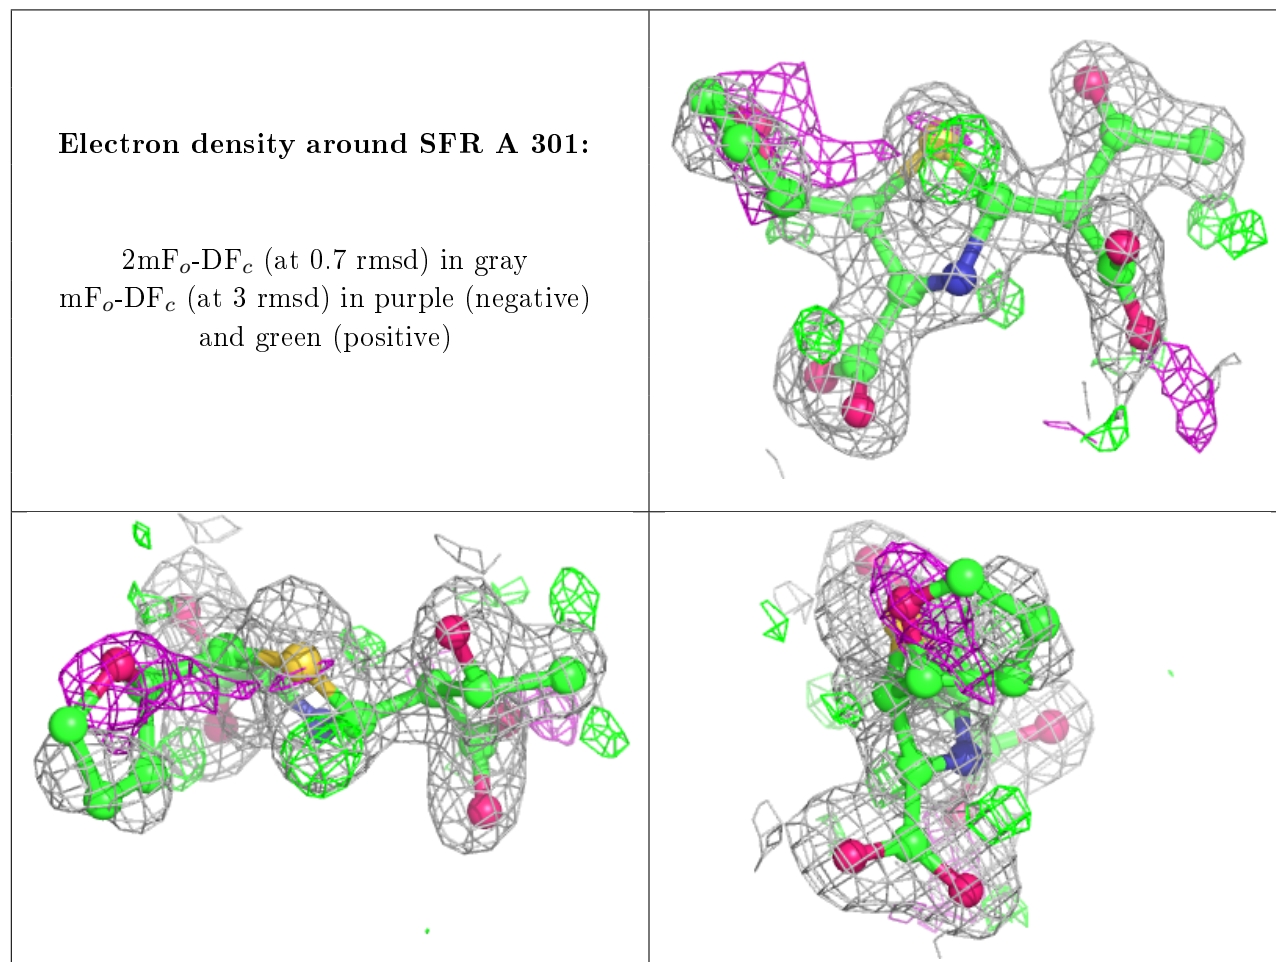 Electron density around SFR A 301:
2mFo-DFc (at 0.7 rmsd) in gray
mFo-DFc (at 3 rmsd) in purple (negative)
and green (positive)